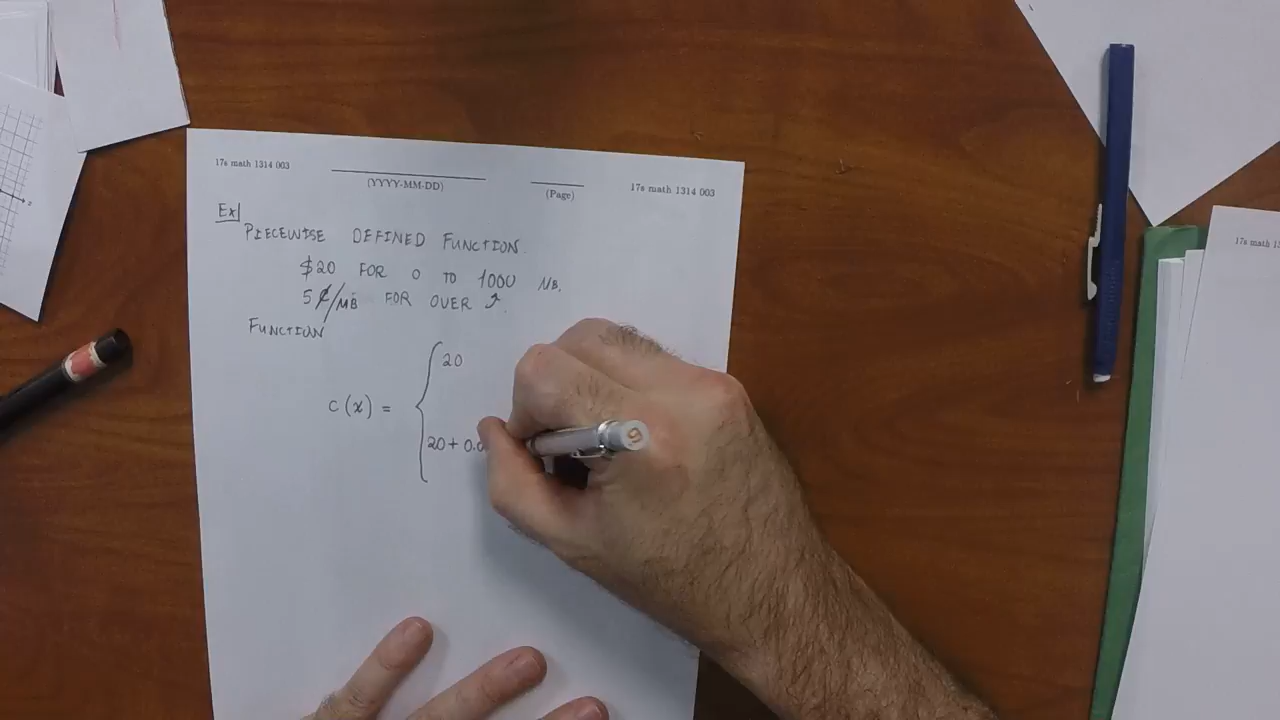 17s math 1314 003
(YYYY-MM-DD)
(Page)
17s math 1314 003
Ex
PIECEWISE DEFINED FUNCTION.
$20 FOR 0 TO 1000 MB.
5¢/MB FOR OVER ⤴.
FUNCTION
20
C(x) =
20 + 0.0
17s math